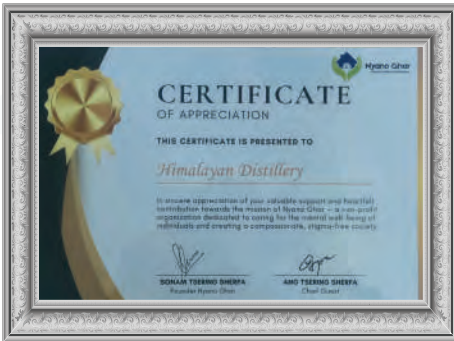 Nyano Ghar
CERTIFICATE
OF APPRECIATION
THIS CERTIFICATE IS PRESENTED TO
Himalayan Distillery
In sincere appreciation of your valuable support and heartfelt
contribution towards the mission of Nyano Ghar – a non-profit
organization dedicated to caring for the mental well-being of
individuals and creating a compassionate, stigma-free society.
SONAM TSERING SHERPA
Founder Nyano Ghar
ANG TSERING SHERPA
Chief Guest